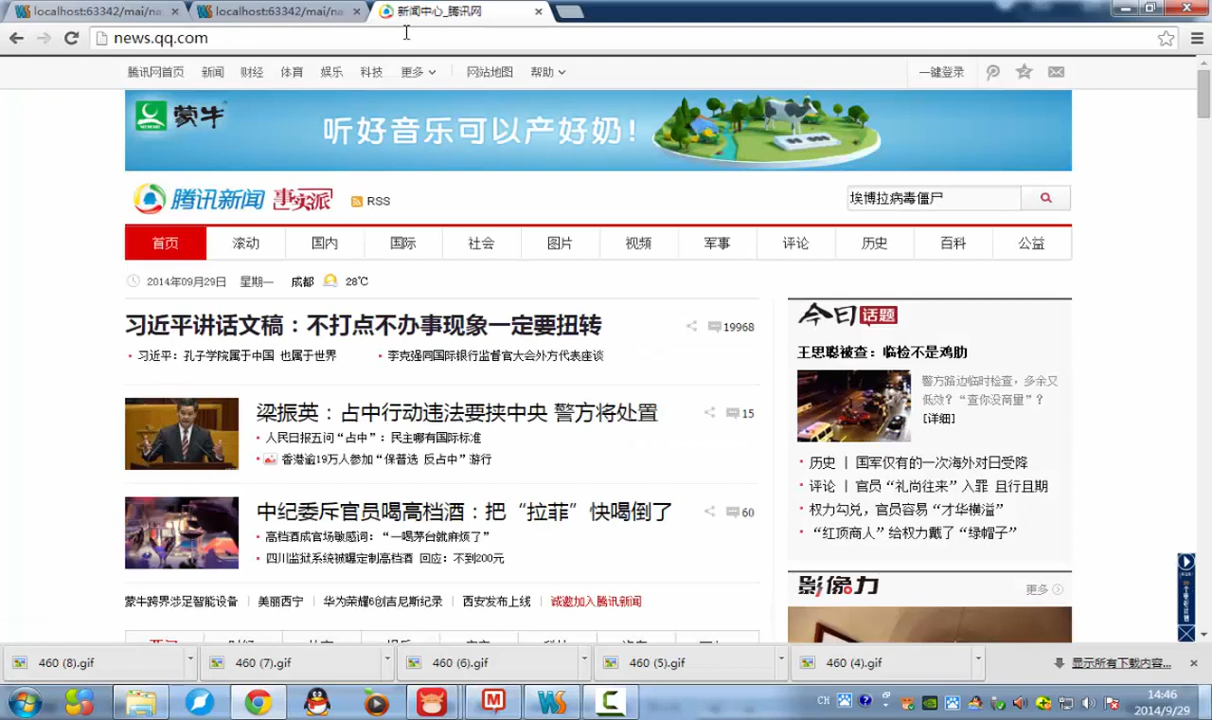 localhost:63342/mai/na
localhost:63342/mai/na
新闻中心_腾讯网
news.qq.com
腾讯网首页 新闻 财经 体育 娱乐 科技 更多 网站地图 帮助 一键登录
蒙牛
听好音乐可以产好奶！
腾讯新闻 事实派 RSS
埃博拉病毒僵尸
首页 滚动 国内 国际 社会 图片 视频 军事 评论 历史 百科 公益
2014年09月29日 星期一 成都 28℃
习近平讲话文稿：不打点不办事现象一定要扭转 19968
习近平：孔子学院属于中国 也属于世界
李克强同国际银行监督官大会外方代表座谈
梁振英：占中行动违法要挟中央 警方将处置 15
人民日报五问“占中”：民主哪有国际标准
香港逾19万人参加“保普选 反占中”游行
中纪委斥官员喝高档酒：把“拉菲”快喝倒了 60
高档酒成官场敏感词：“一喝茅台就麻烦了”
四川监狱系统被曝定制高档酒 回应：不到200元
蒙牛跨界涉足智能设备 美丽西宁 华为荣耀6创吉尼斯纪录 西安发布上线 诚邀加入腾讯新闻
今日话题
王思聪被查：临检不是鸡肋
警方路边临时检查，多余又
低效？“查你没商量”？
[详细]
历史 | 国军仅有的一次海外对日受降
评论 | 官员“礼尚往来”入罪 且行且期
权力勾兑，官员容易“才华横溢”
“红顶商人”给权力戴了“绿帽子”
影像力 更多
460 (8).gif
460 (7).gif
460 (6).gif
460 (5).gif
460 (4).gif
显示所有下载内容...
CH
14:46
2014/9/29